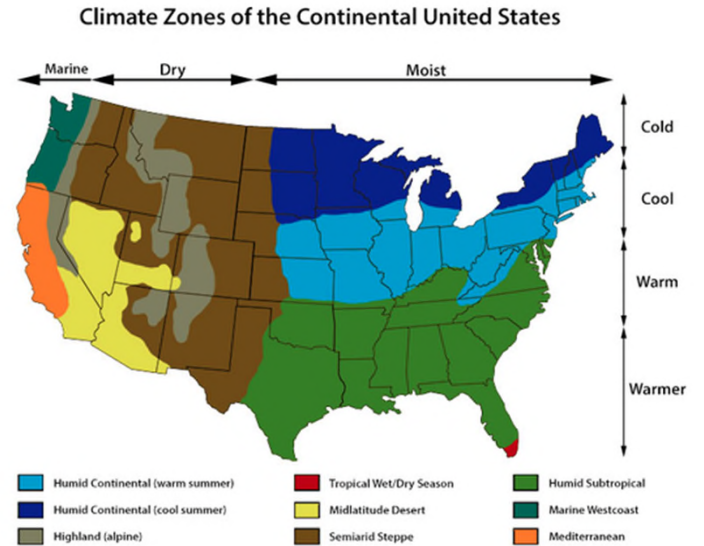 Climate Zones of the Continental United States
Marine Dry Moist
Cold
Cool
Warm
Warmer
Humid Continental (warm summer) Tropical Wet/Dry Season Humid Subtropical
Humid Continental (cool summer) Midlatitude Desert Marine Westcoast
Highland (alpine) Semiarid Steppe Mediterranean